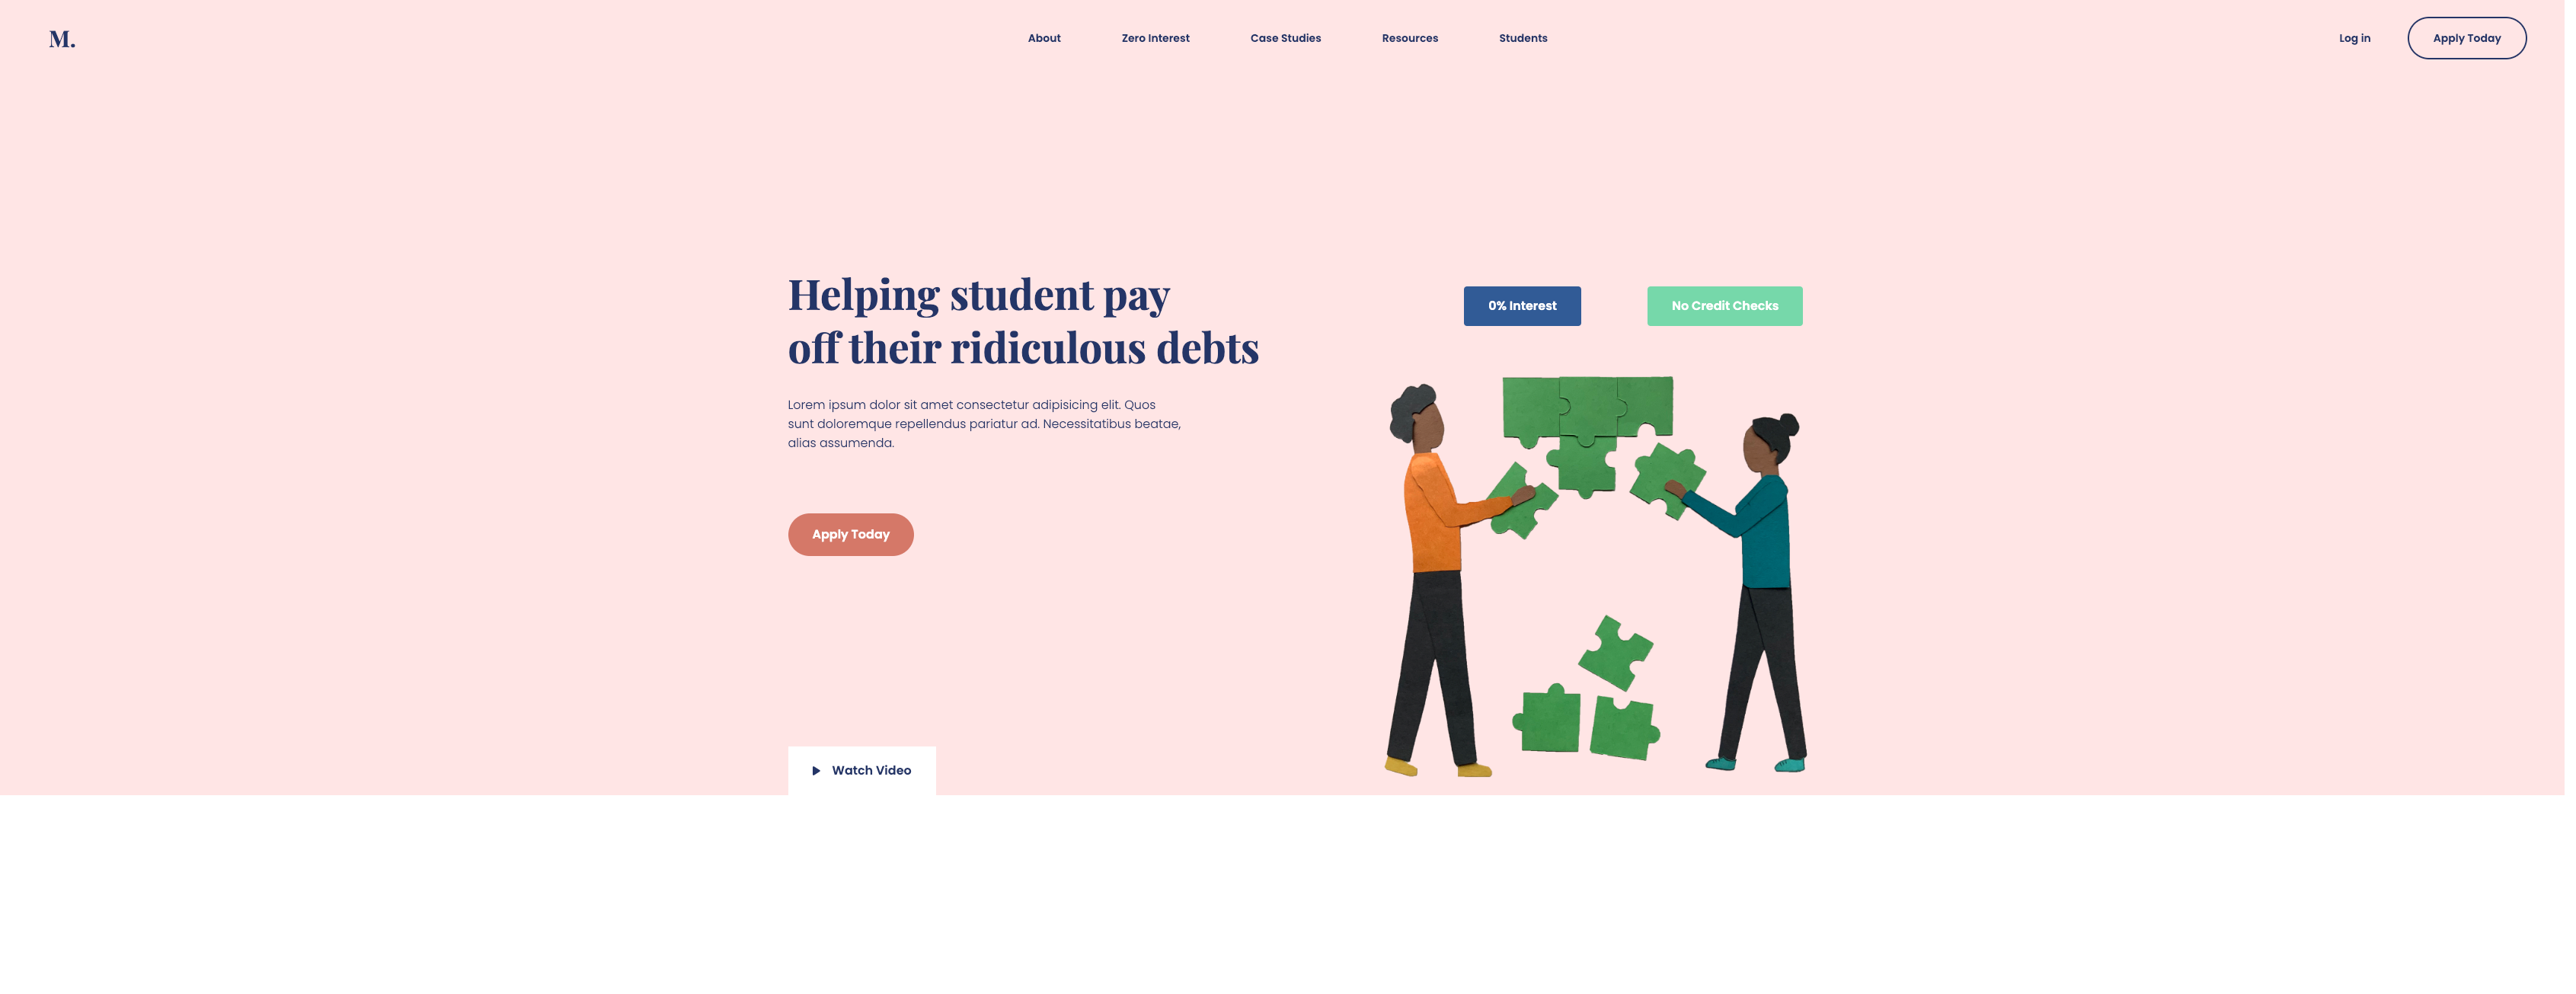 M.
About
Zero Interest
Case Studies
Resources
Students
Log in
Apply Today
Helping student pay
off their ridiculous debts
Lorem ipsum dolor sit amet consectetur adipisicing elit. Quos
sunt doloremque repellendus pariatur ad. Necessitatibus beatae,
alias assumenda.
Apply Today
Watch Video
0% Interest
No Credit Checks